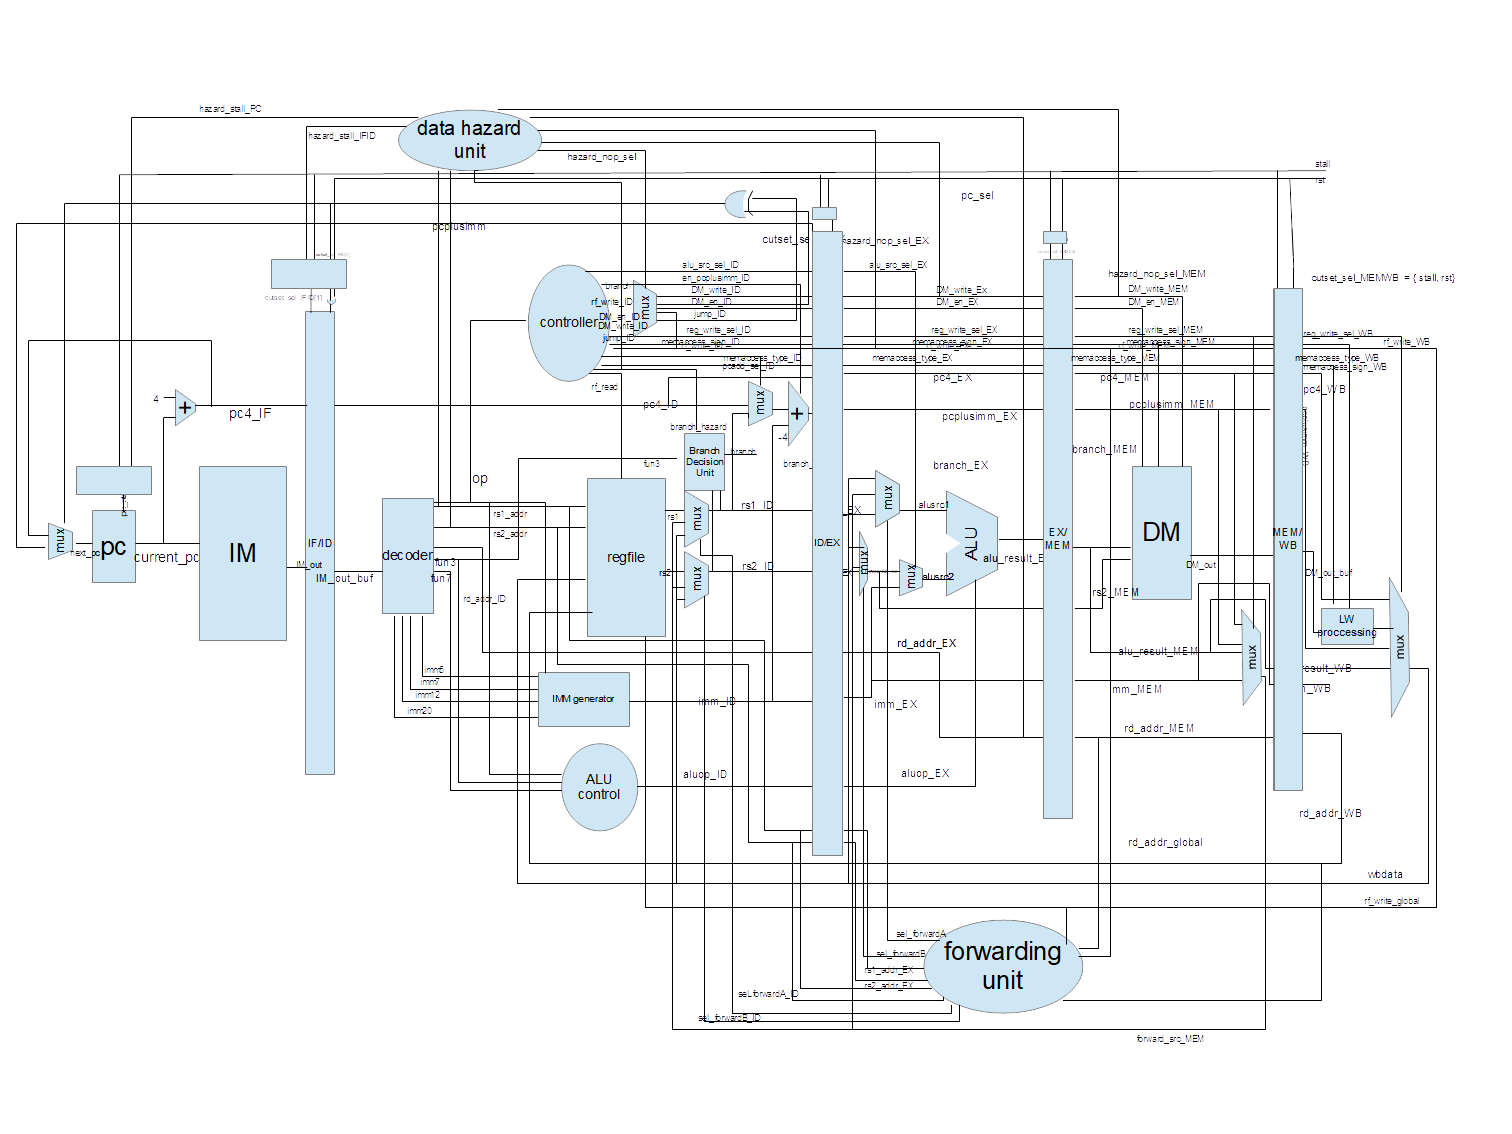 hazard_stall_PC
data hazard
unit
hazard_stall_IFID
hazard_nop_sel
stall
rst
pc_sel
pcplusimm
cutset_se
hazard_nop_sel_EX
alu_src_sel_ID
alu_src_sel_EX
hazard_nop_sel_MEM
cutset_sel_MEMWB = { stall, rst}
en_pcplusimm_ID
branch
DM_write_ID
DM_write_Ex
DM_write_MEM
cutset_sel_IFID[1]
rf_write_ID
DM_en_ID
DM_en_EX
DM_en_MEM
mux
controller
DM_en_ID
jump_ID
DM_write_ID
jump_ID
reg_write_sel_ID
reg_write_sel_EX
reg_write_sel_MEM
reg_write_sel_WB
memaccess_sign_ID
memaccess_sign_EX
memaccess_sign_MEM
rf_write_WB
memaccess_type_ID
memaccess_type_EX
memaccess_type_MEM
memaccess_type_WB
pcadd_sel_ID
memaccess_sign_WB
rf_read
pc4_EX
pc4_MEM
pc4_WB
4
+
pc4_IF
pc4_ID
mux
+
pcplusimm_EX
pcplusimm_MEM
branch_hazard
-4
Branch
Decision
Unit
branch
fun3
branch_
branch_EX
branch_MEM
op
rs1_addr
rs1
mux
rs1_ID
EX
mux
alusrc1
rs2_addr
mux
next_pc
pc
current_pc
IM
IF/ID
decoder
regfile
ID/EX
mux
ALU
EX/
MEM
DM
MEM/
WB
alu_result_E
IM_out
IM_out_buf
fun3
fun7
rs2
mux
rs2_ID
mux
alusrc2
DM_out
DM_out_buf
rd_addr_ID
rs2_MEM
LW
proccessing
rd_addr_EX
alu_result_MEM
mux
mux
result_WB
imm5
imm7
imm12
imm20
IMM generator
imm_ID
imm_EX
mm_MEM
_WB
rd_addr_MEM
ALU
control
aluop_ID
aluop_EX
rd_addr_WB
rd_addr_global
wbdata
rf_write_global
sel_forwardA
sel_forwardB
forwarding
unit
rs1_addr_EX
rs2_addr_EX
sel_forwardA_ID
sel_forwardB_ID
forward_src_MEM